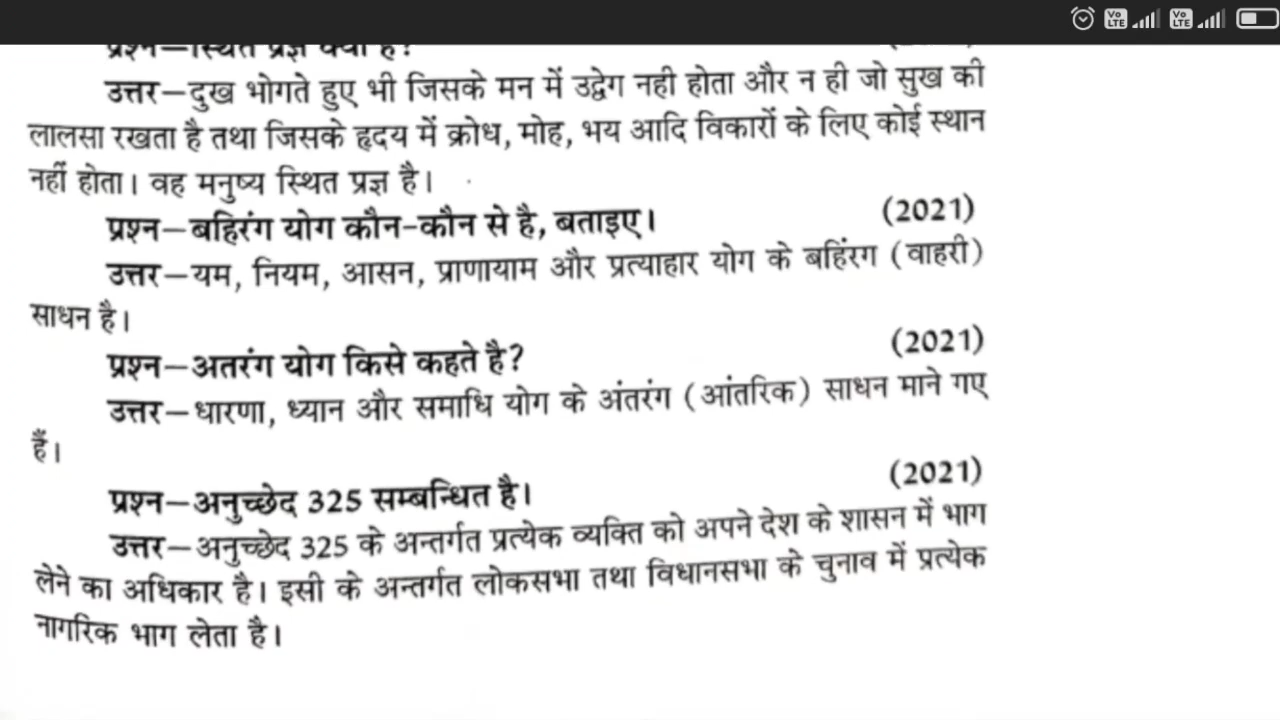 प्रश्न—स्थित प्रज्ञ क्या है?
उत्तर—दुख भोगते हुए भी जिसके मन में उद्वेग नही होता और न ही जो सुख की
लालसा रखता है तथा जिसके हृदय में क्रोध, मोह, भय आदि विकारों के लिए कोई स्थान
नहीं होता। वह मनुष्य स्थित प्रज्ञ है।
प्रश्न—बहिरंग योग कौन-कौन से है, बताइए। (2021)
उत्तर—यम, नियम, आसन, प्राणायाम और प्रत्याहार योग के बहिंरग (वाहरी)
साधन है।
प्रश्न—अतरंग योग किसे कहते है? (2021)
उत्तर—धारणा, ध्यान और समाधि योग के अंतरंग (आंतरिक) साधन माने गए
हैं।
प्रश्न—अनुच्छेद 325 सम्बन्धित है। (2021)
उत्तर—अनुच्छेद 325 के अन्तर्गत प्रत्येक व्यक्ति को अपने देश के शासन में भाग
लेने का अधिकार है। इसी के अन्तर्गत लोकसभा तथा विधानसभा के चुनाव में प्रत्येक
नागरिक भाग लेता है।